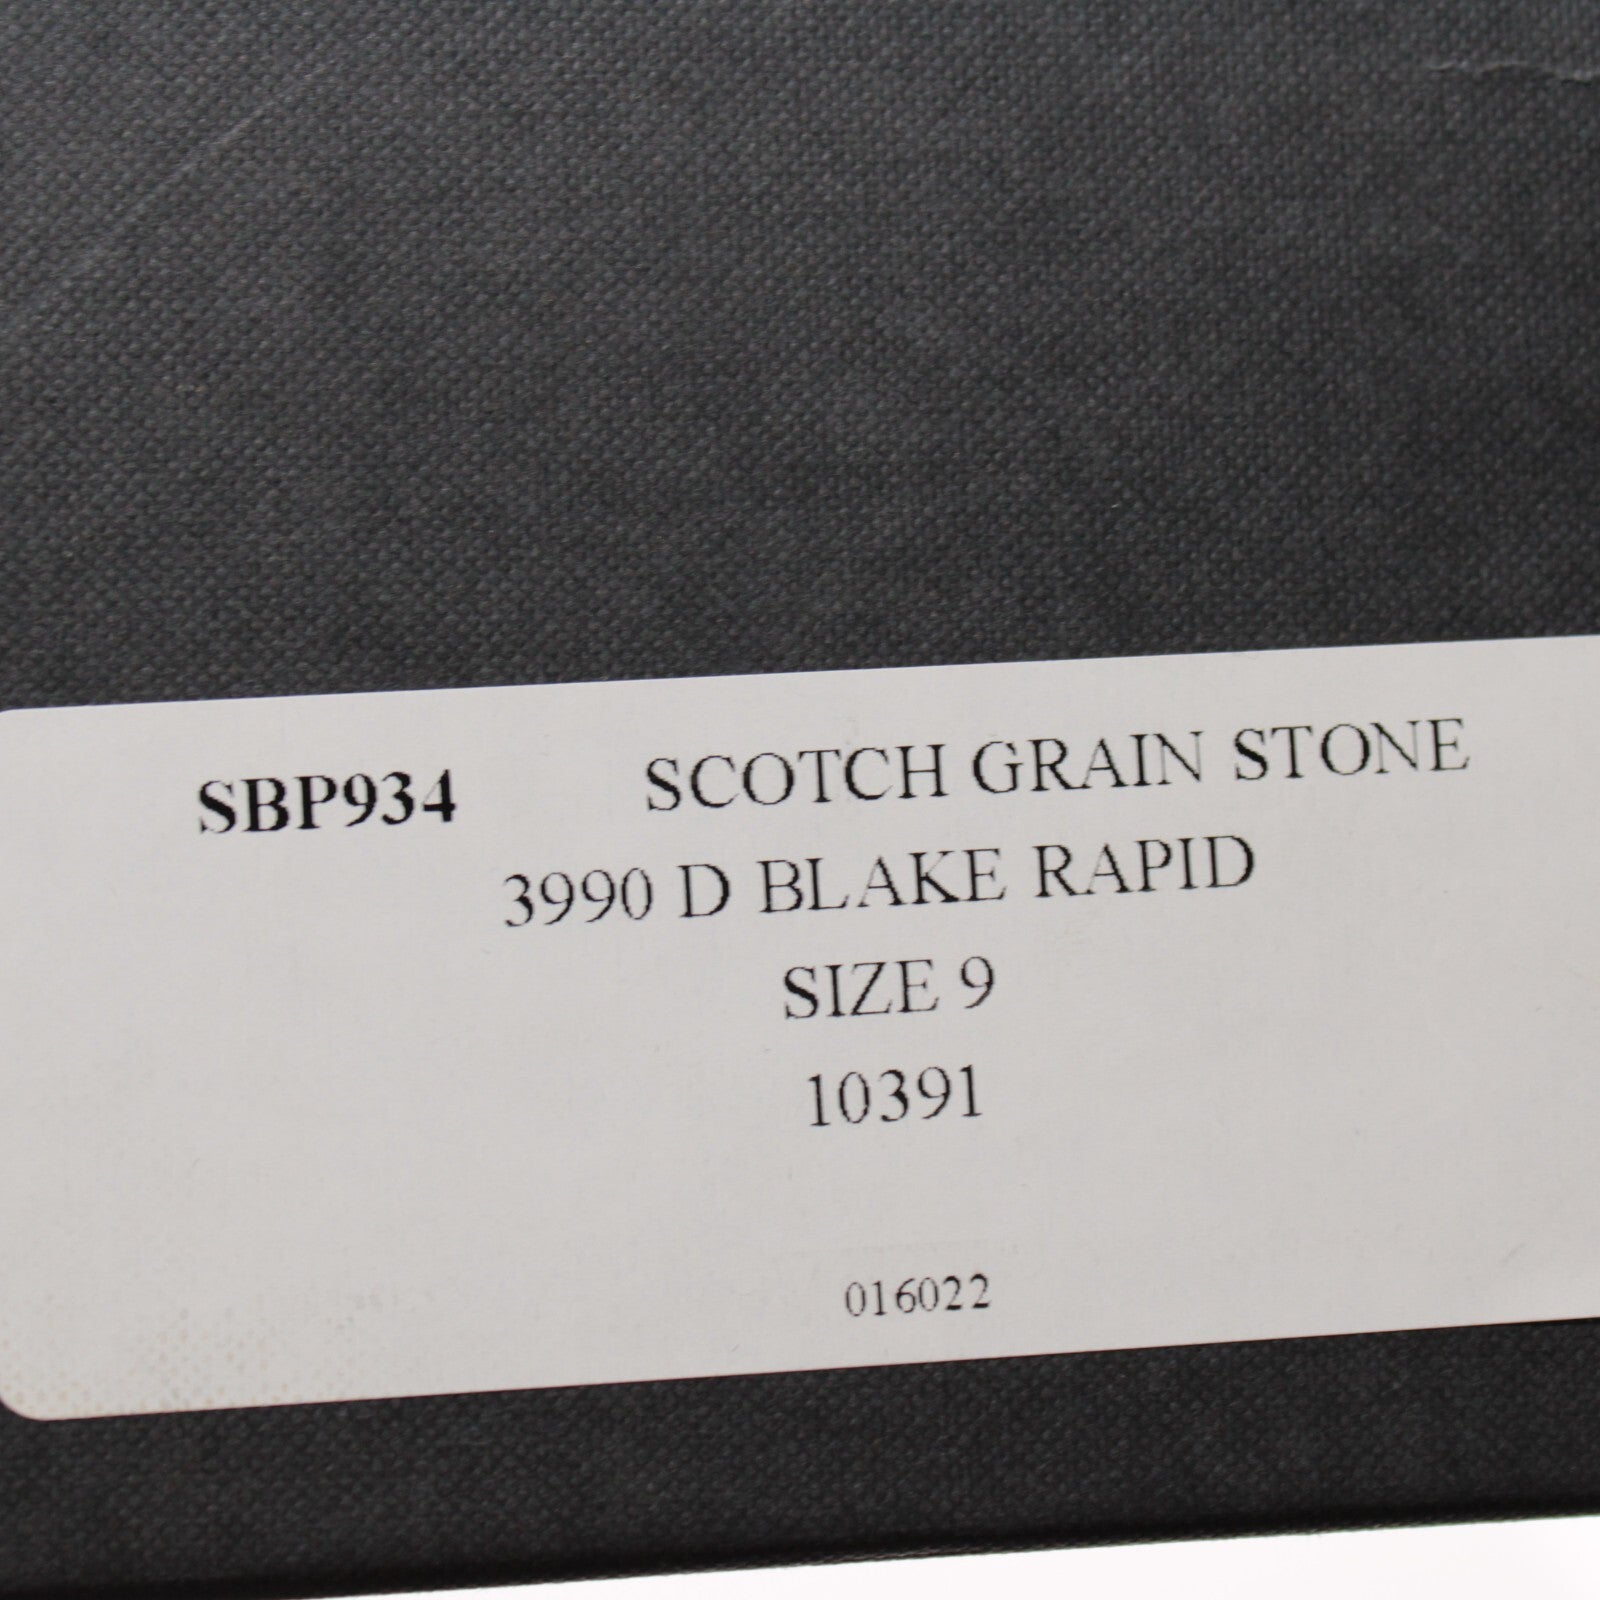 SBP934 SCOTCH GRAIN STONE
3990 D BLAKE RAPID
SIZE 9
10391
016022